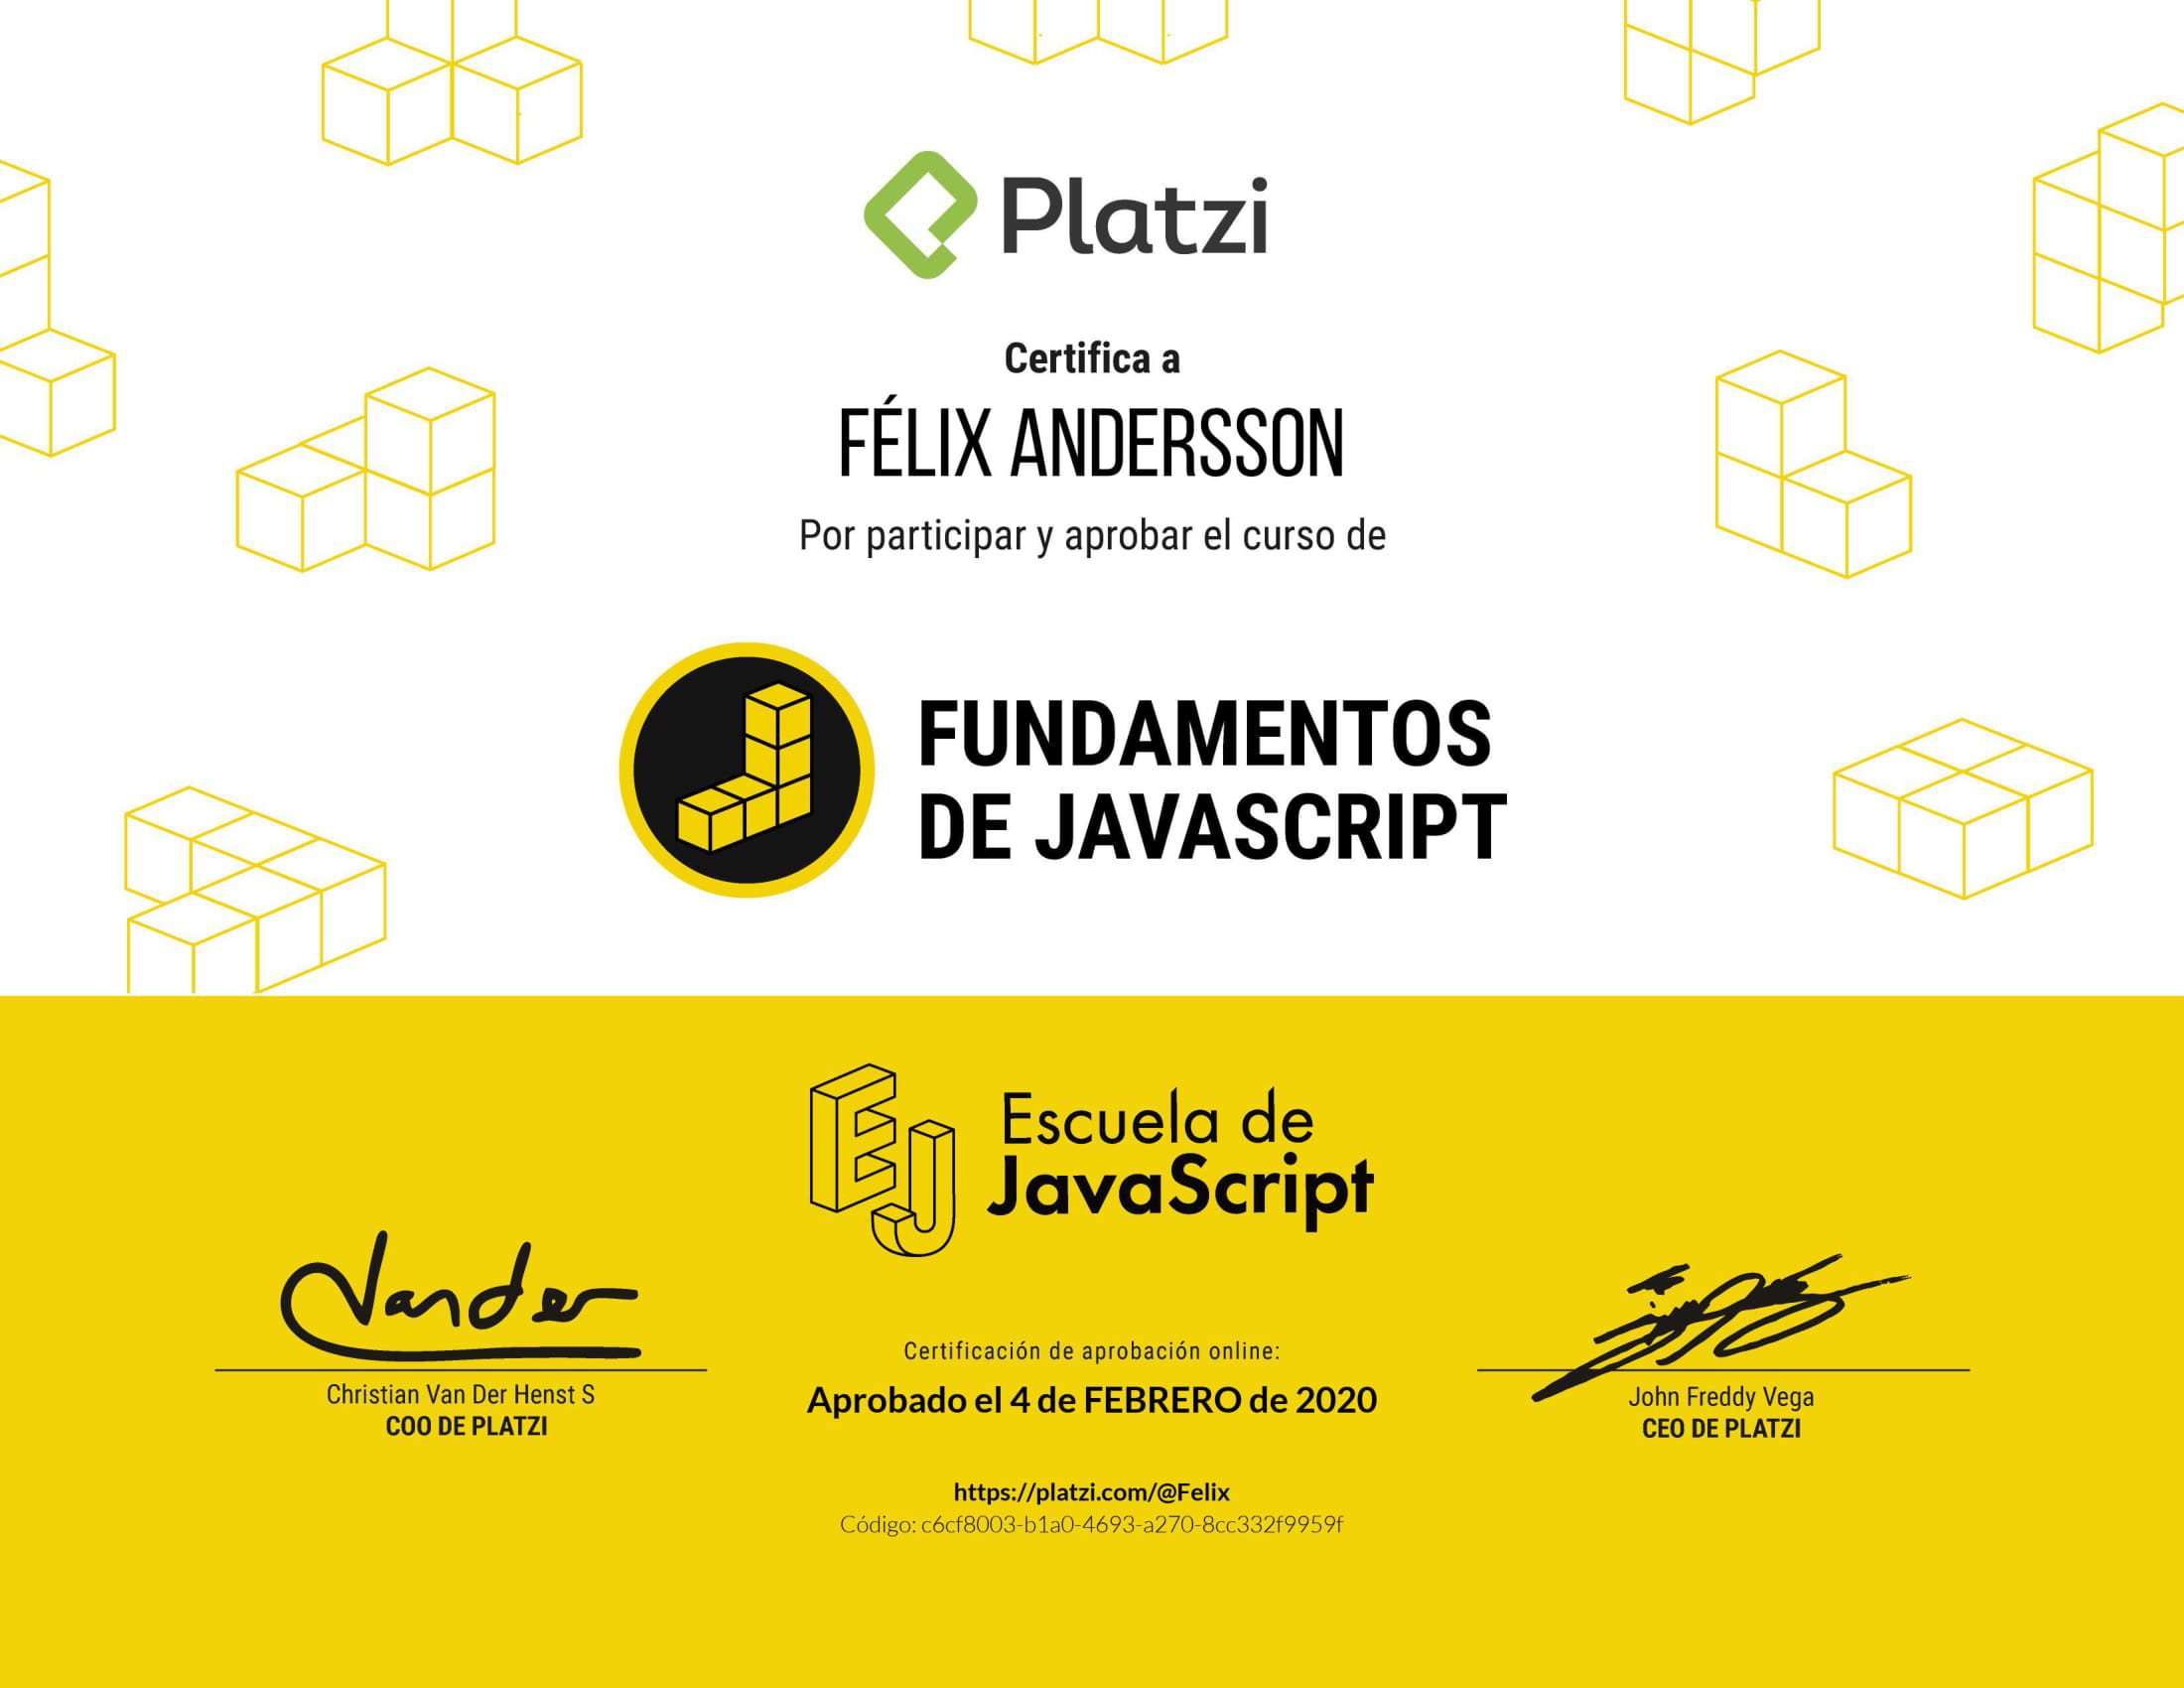 Platzi
Certifica a
FÉLIX ANDERSSON
Por participar y aprobar el curso de
FUNDAMENTOS
DE JAVASCRIPT
EJ
Escuela de
JavaScript
Vander
Christian Van Der Henst S
COO DE PLATZI
Certificación de aprobación online:
Aprobado el 4 de FEBRERO de 2020
John Freddy Vega
CEO DE PLATZI
https://platzi.com/@Felix
Código: c6cf8003-b1a0-4693-a270-8cc332f9959f